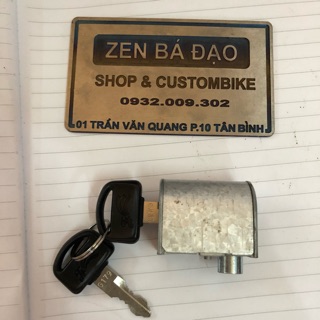 ZEN BÁ ĐẠO
SHOP & CUSTOMBIKE
0932.009.302
01 TRẦN VĂN QUANG P.10 TÂN BÌNH